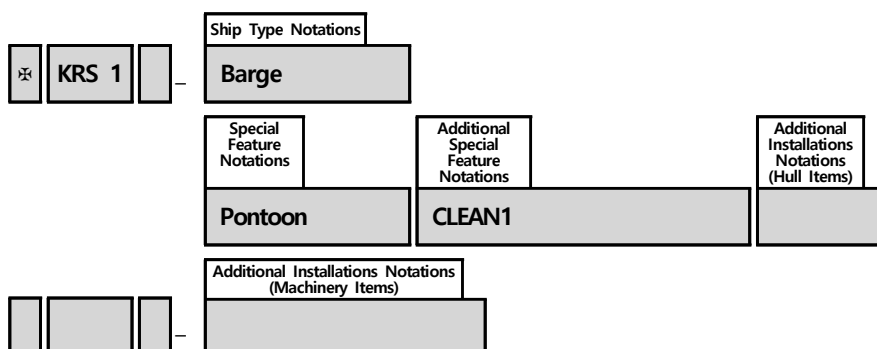 Ship Type Notations
✠ KRS 1 – Barge
Special
Feature
Notations
Additional
Special
Feature
Notations
Additional
Installations
Notations
(Hull Items)
Pontoon CLEAN1
Additional Installations Notations
(Machinery Items)
–